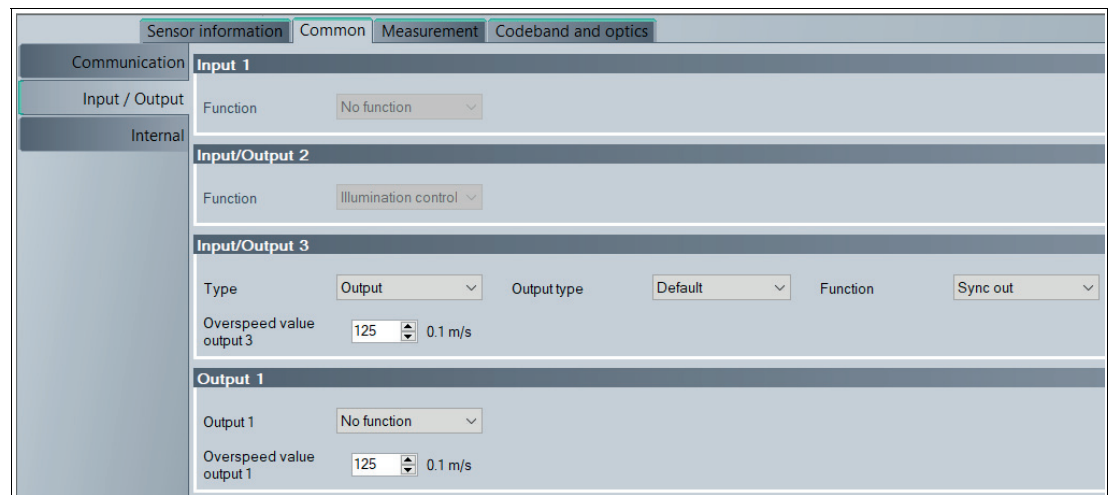 Sensor information Common Measurement Codeband and optics
Communication
Input / Output
Internal
Input 1
Function No function
Input/Output 2
Function Illumination control
Input/Output 3
Type Output Output type Default Function Sync out
Overspeed value
output 3 125 0.1 m/s
Output 1
Output 1 No function
Overspeed value
output 1 125 0.1 m/s